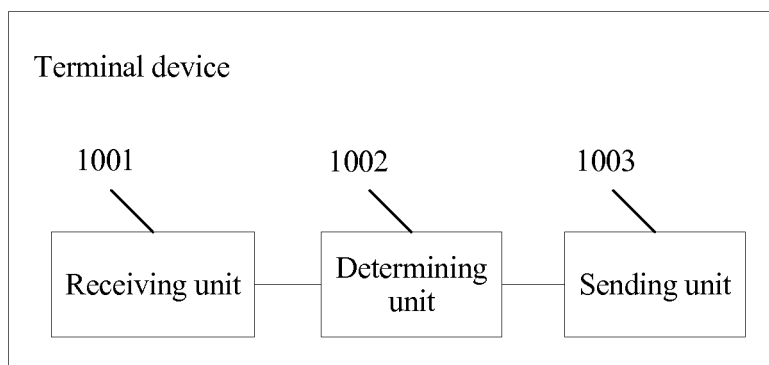 Terminal device
1001
1002
1003
Receiving unit
Determining
unit
Sending unit